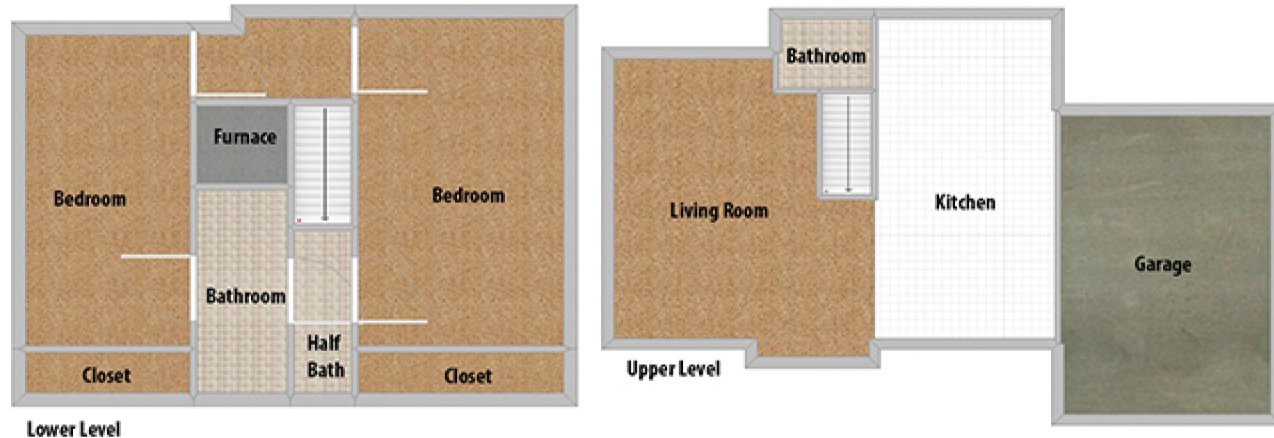 Furnace
Bedroom
Bedroom
Bathroom
Half
Bath
Closet
Closet
Lower Level
Bathroom
Living Room
Kitchen
Garage
Upper Level